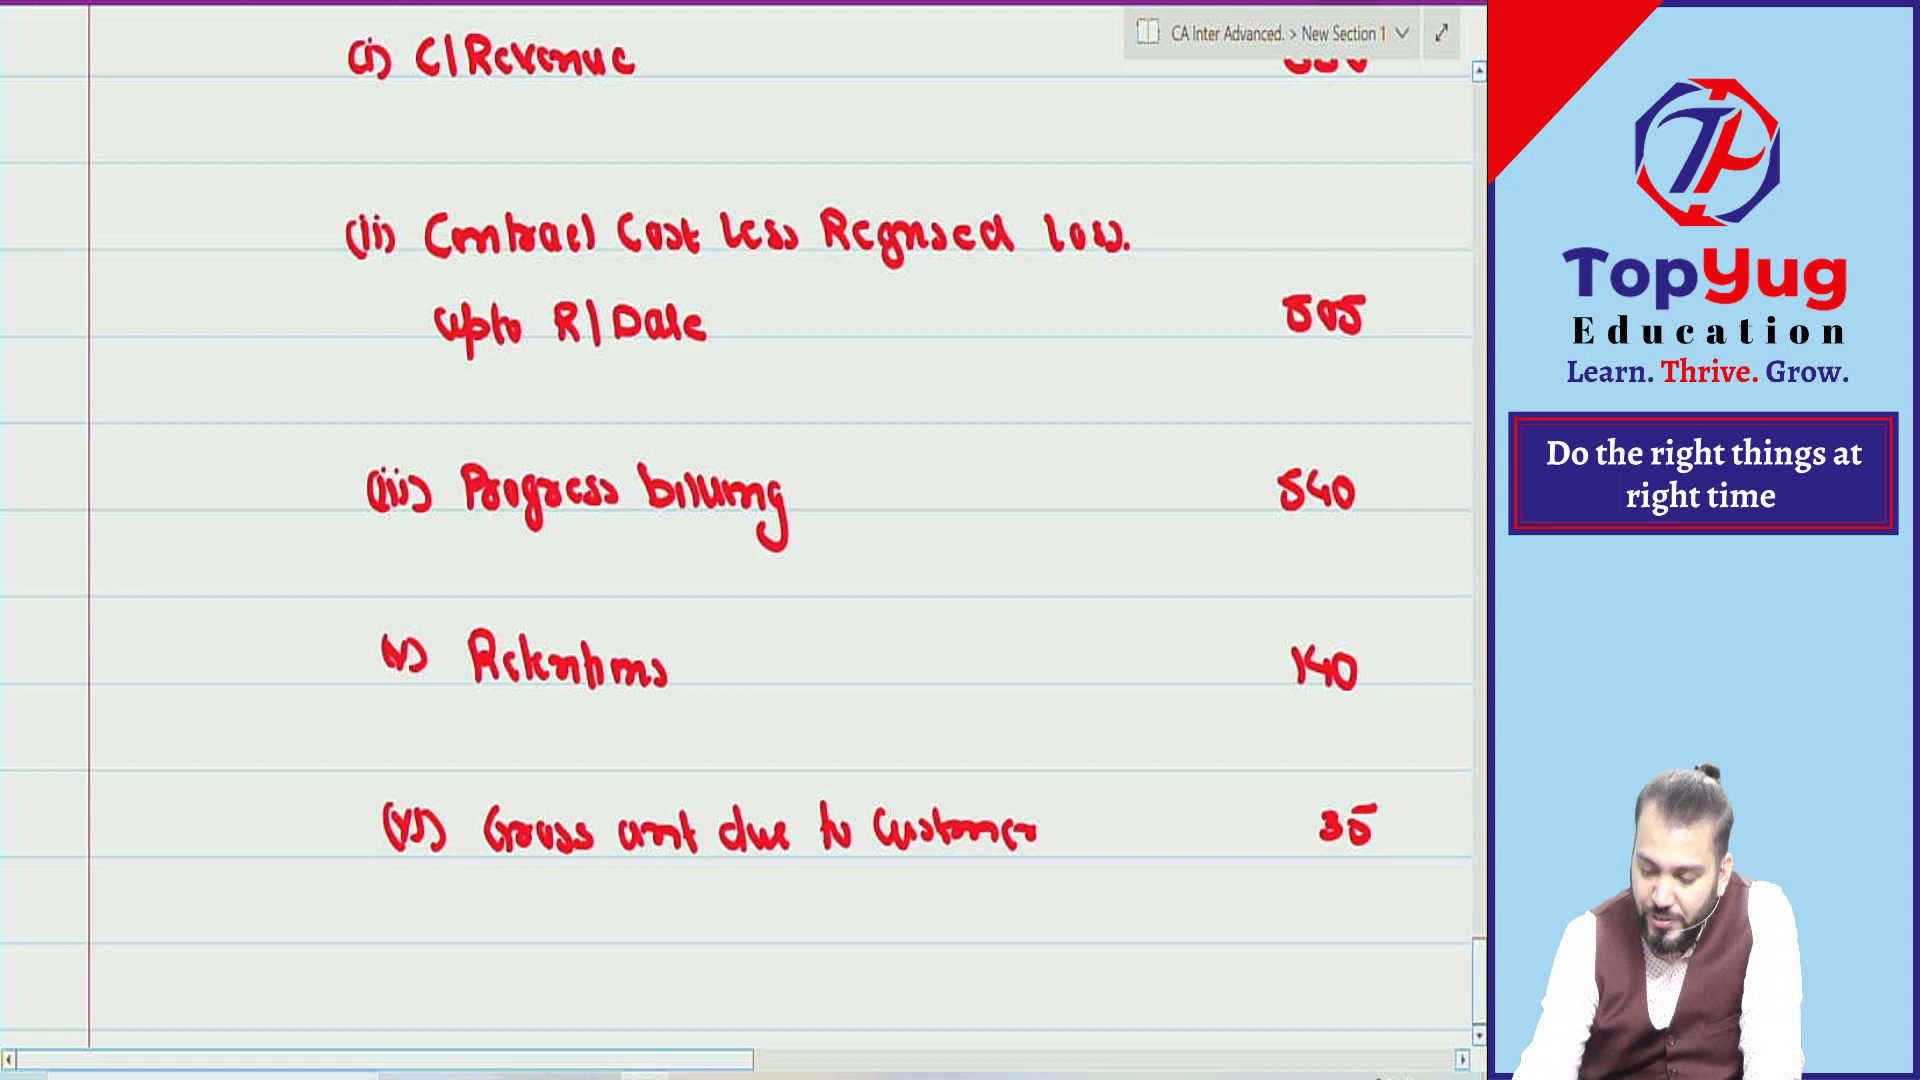 CA Inter Advanced. > New Section 1
(i) C/Revenue
(ii) Contract Cost Less Recgnised loss.
upto R/Date 505
(iii) Progress billing 540
(v) Retentions 140
(vi) Gross amt due to Customer 35
TopYug
Education
Learn. Thrive. Grow.
Do the right things at
right time